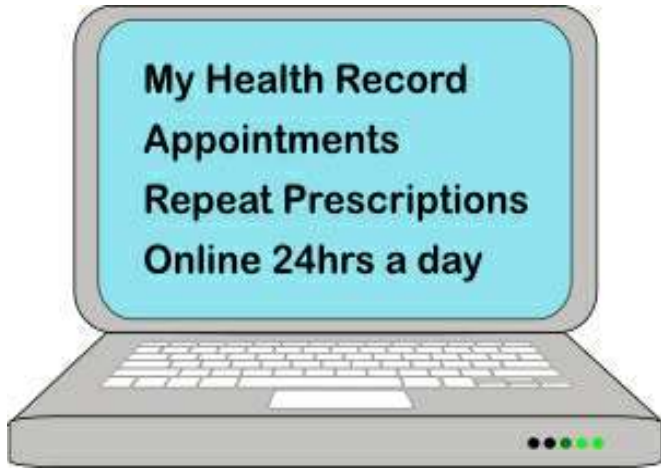 My Health Record
Appointments
Repeat Prescriptions
Online 24hrs a day